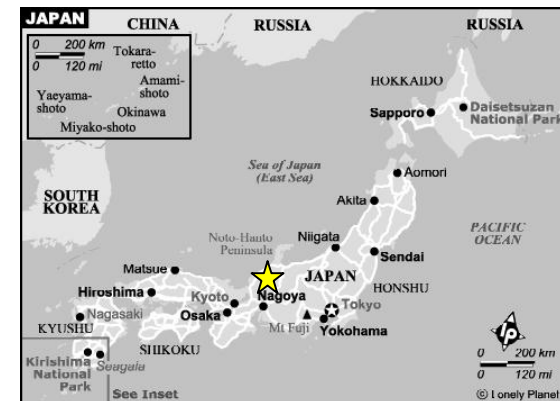 JAPAN
CHINA
RUSSIA
RUSSIA
0 200 km
0 120 mi
Tokara-
retto
Amami-
shoto
Yaeyama-
shoto
Okinawa
Miyako-shoto
HOKKAIDO
Sapporo
Daisetsuzan
National Park
Sea of Japan
(East Sea)
Aomori
SOUTH
KOREA
Akita
PACIFIC
OCEAN
Noto-Hanto
Peninsula
Niigata
Sendai
Matsue
JAPAN
HONSHU
Hiroshima
Kyoto
Nagoya
Tokyo
Nagasaki
Osaka
Mt Fuji
Yokohama
KYUSHU
SHIKOKU
Kirishima
National
Park
Seagaia
See Inset
lp
0 200 km
0 120 mi
© Lonely Planet